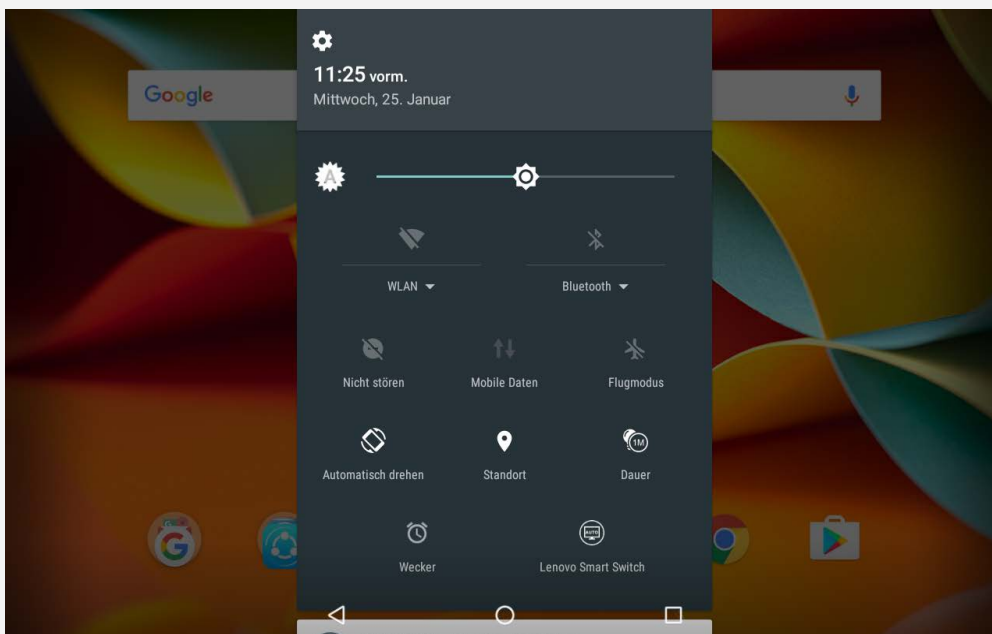 11:25 vorm.
Mittwoch, 25. Januar
Google
A
WLAN
Bluetooth
Nicht stören
Mobile Daten
Flugmodus
1M
Automatisch drehen
Standort
Dauer
AUTO
Wecker
Lenovo Smart Switch